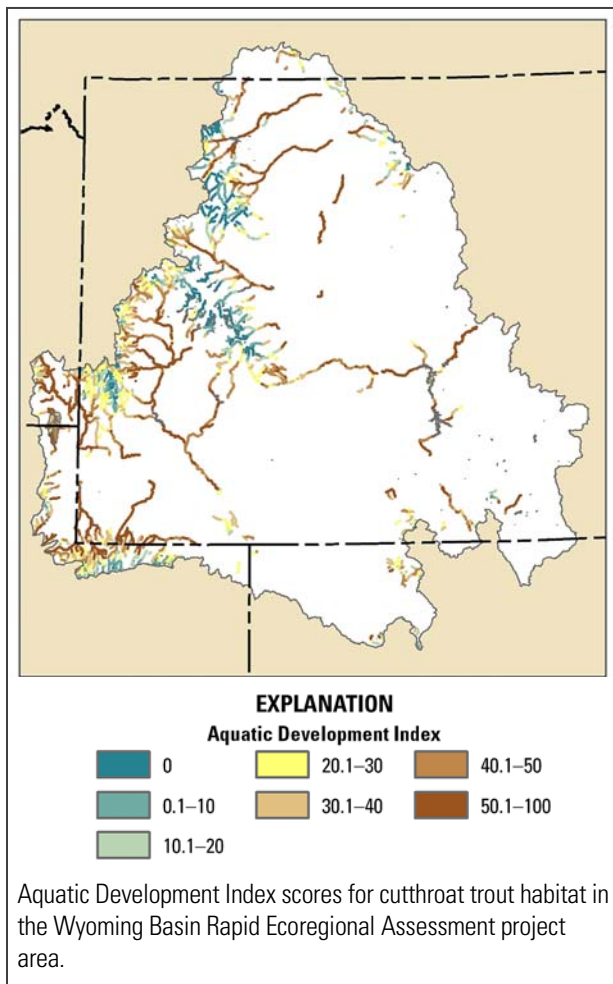 EXPLANATION
Aquatic Development Index
0
20.1–30
40.1–50
0.1–10
30.1–40
50.1–100
10.1–20
Aquatic Development Index scores for cutthroat trout habitat in
the Wyoming Basin Rapid Ecoregional Assessment project
area.